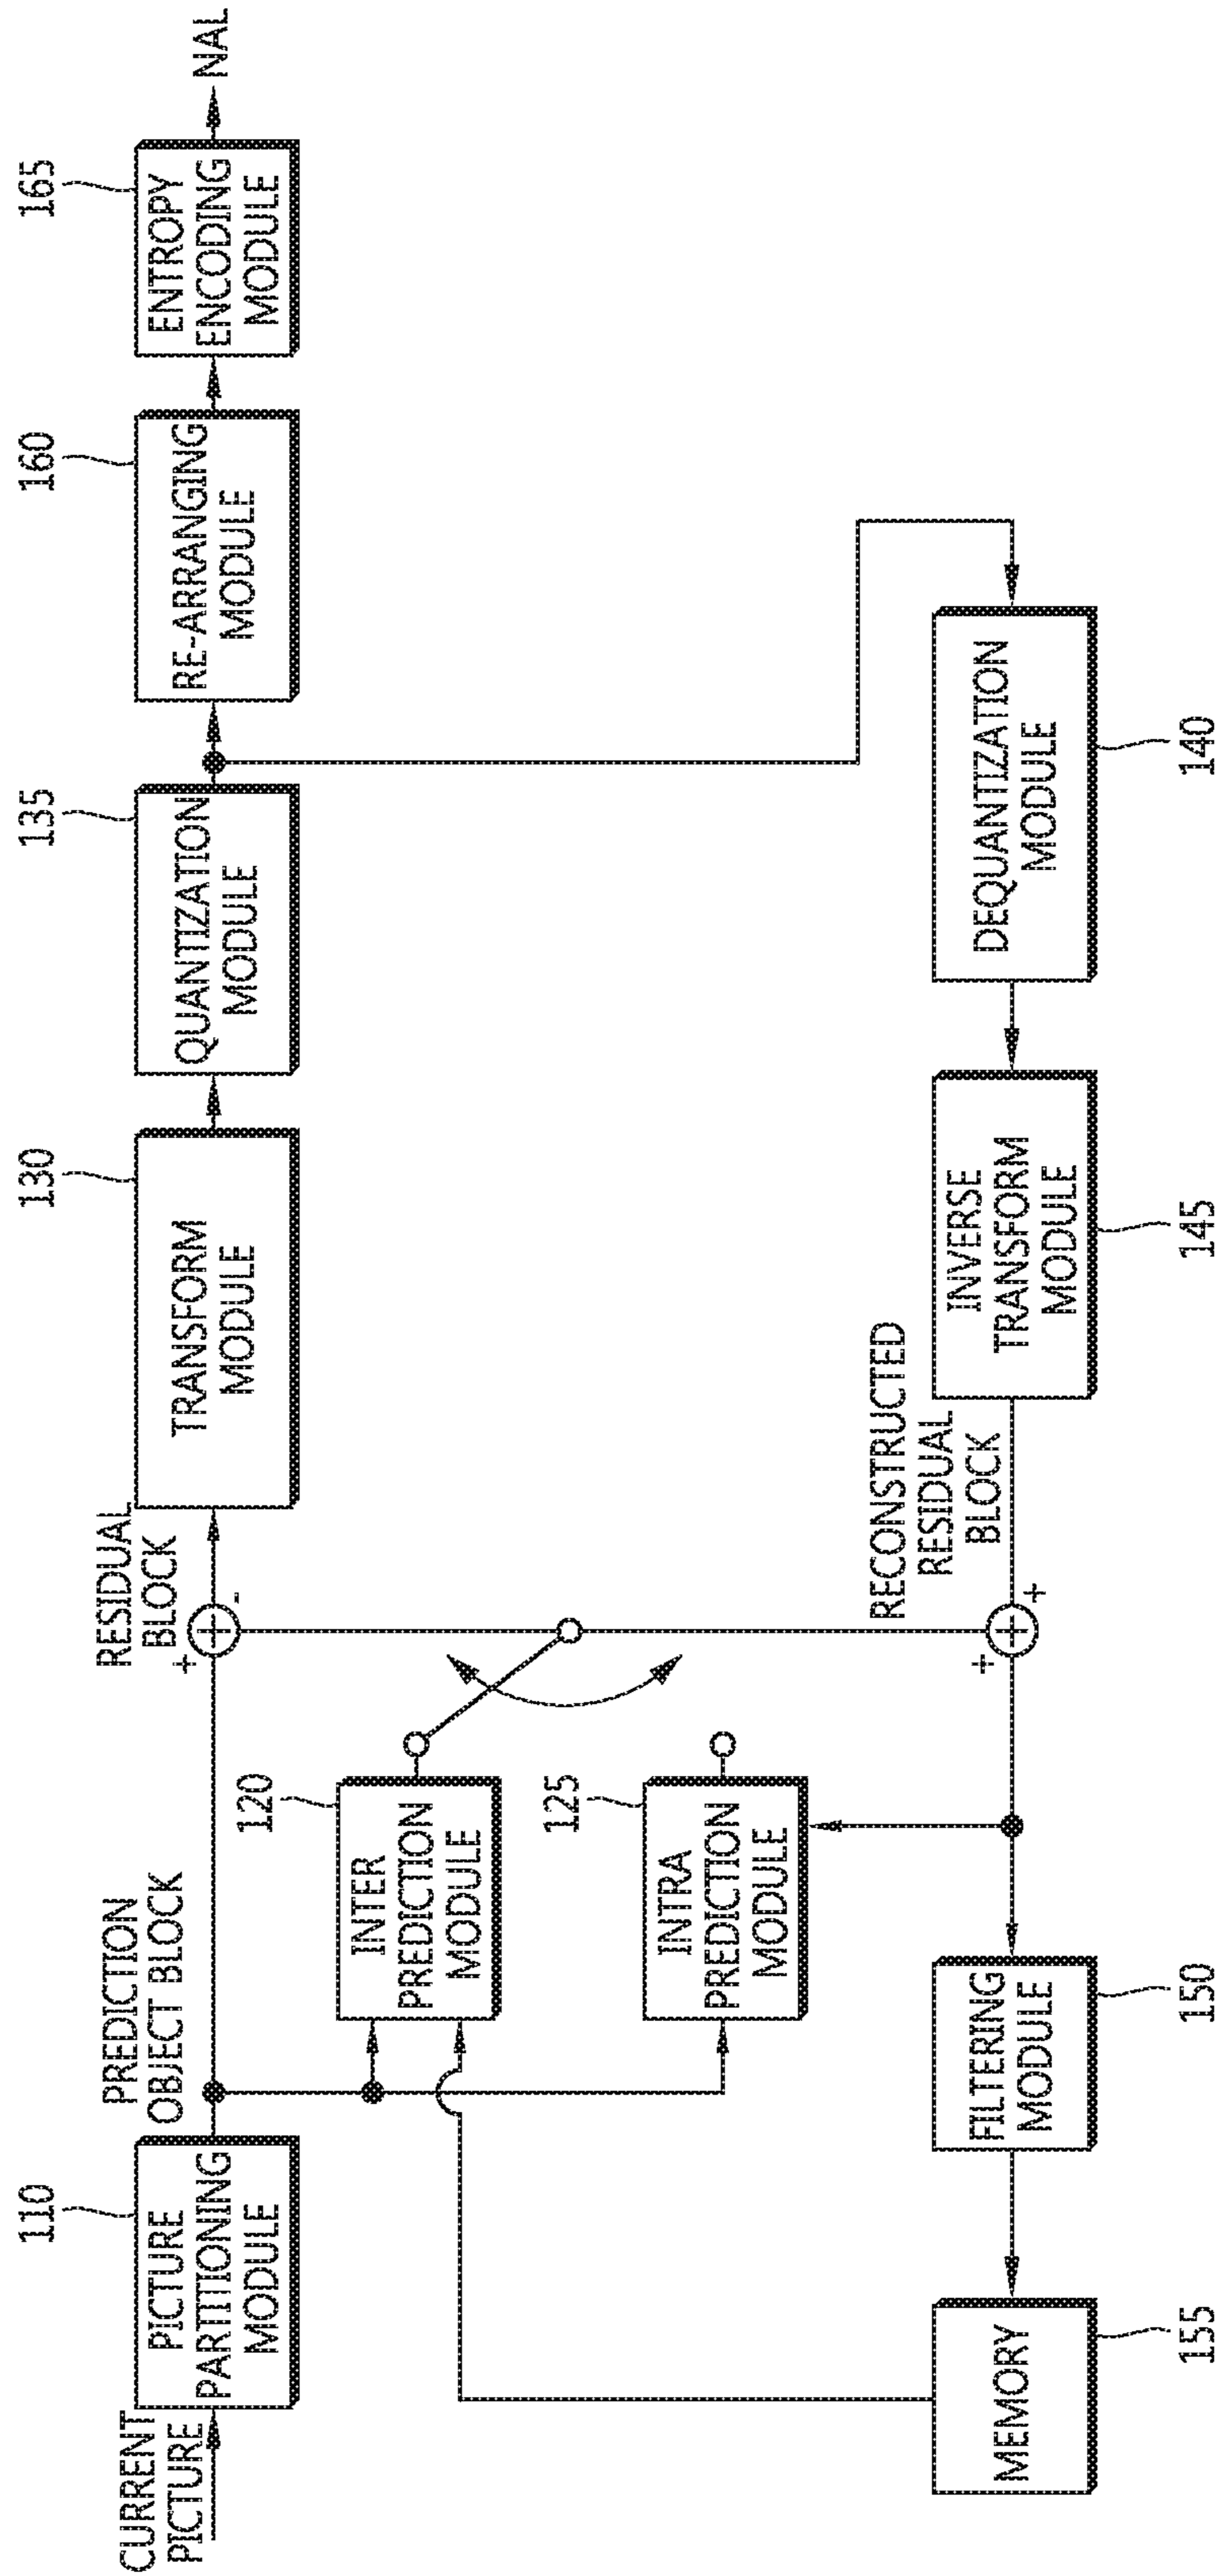 110
CURRENT
PICTURE
PICTURE
PARTITIONING
MODULE
PREDICTION
OBJECT BLOCK
+
-
RESIDUAL
BLOCK
130
TRANSFORM
MODULE
135
QUANTIZATION
MODULE
160
RE-ARRANGING
MODULE
165
ENTROPY
ENCODING
MODULE
NAL
120
INTER
PREDICTION
MODULE
125
INTRA
PREDICTION
MODULE
MEMORY
155
FILTERING
MODULE
150
+
+
RECONSTRUCTED
RESIDUAL
BLOCK
INVERSE
TRANSFORM
MODULE
145
DEQUANTIZATION
MODULE
140